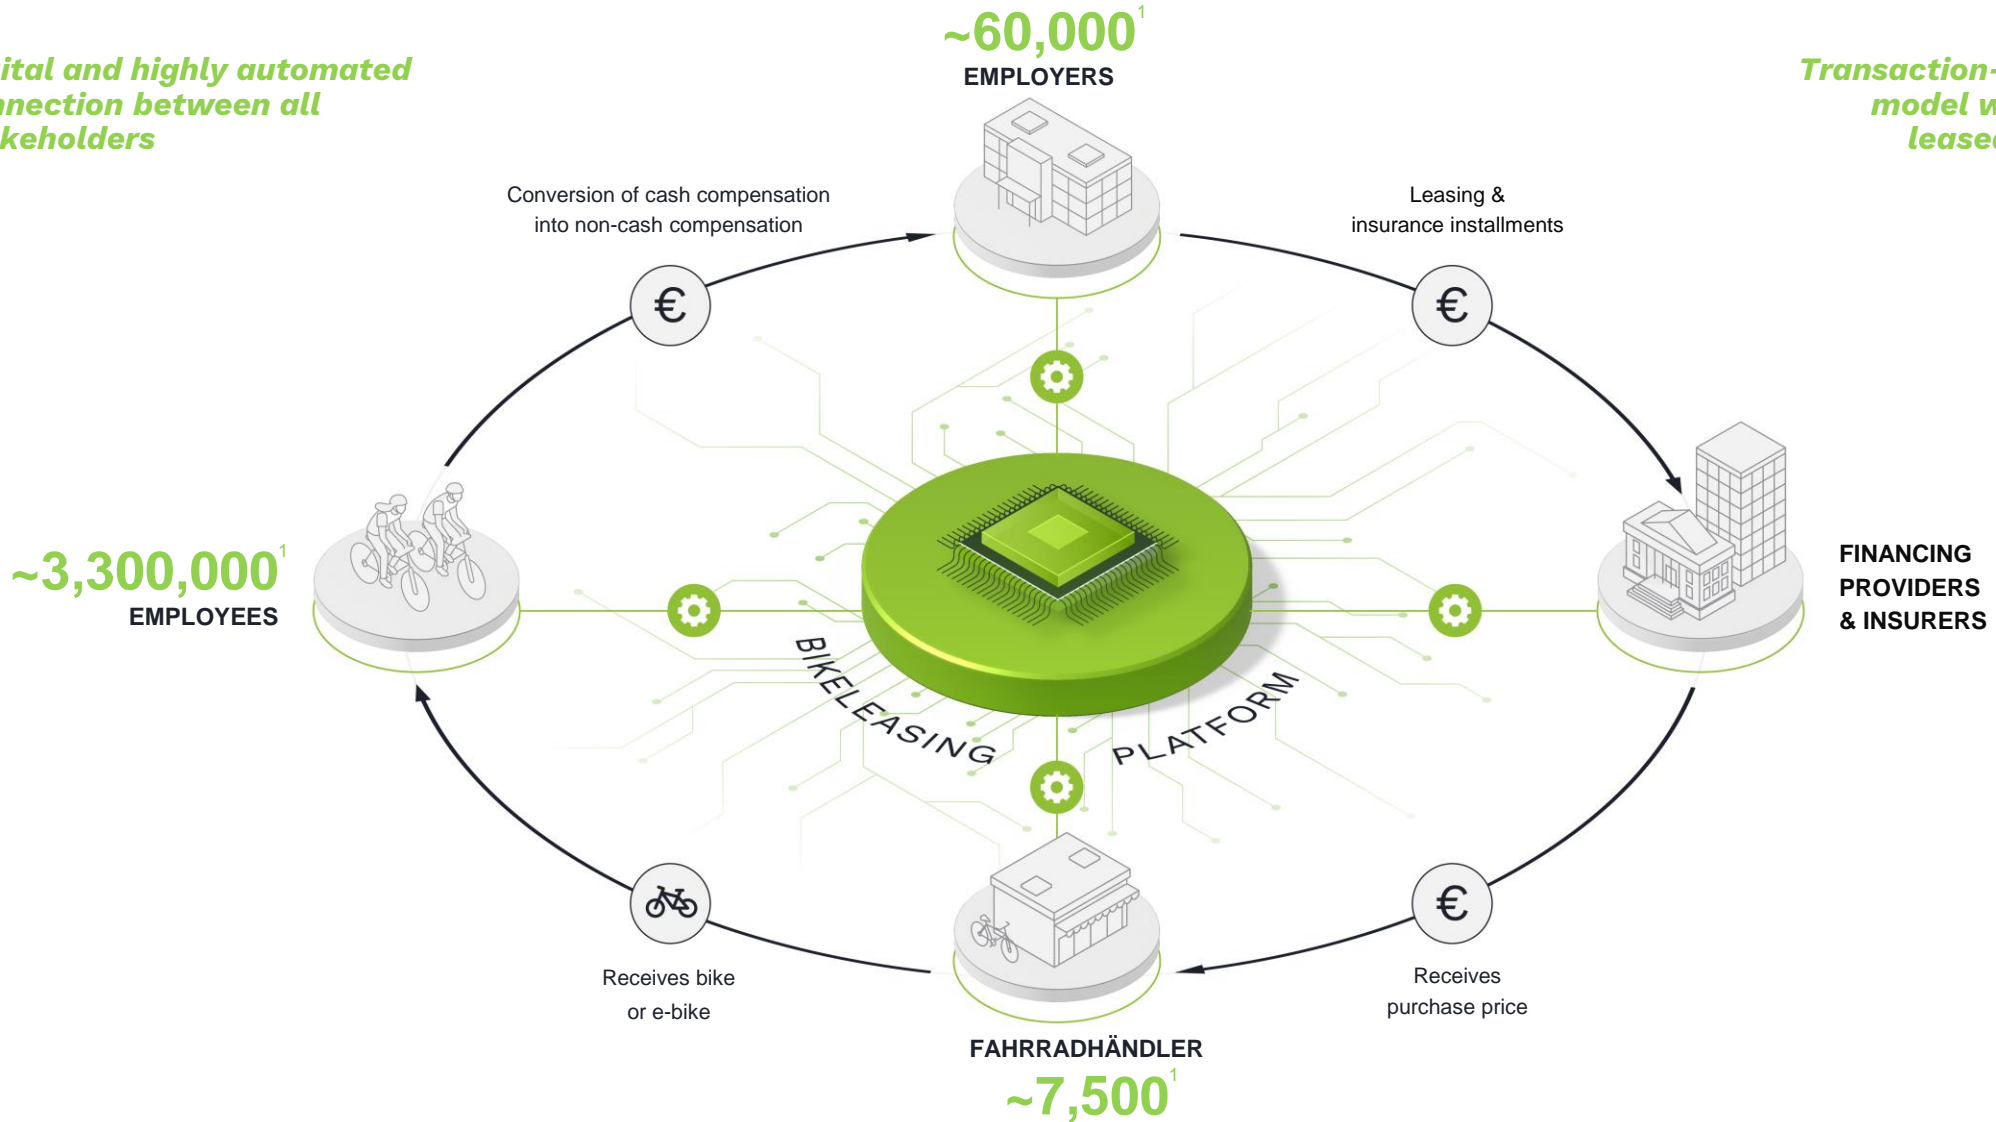 ~60,000¹
EMPLOYERS
ital and highly automated
nnection between all
keholders
Transaction-
model w
leased
Conversion of cash compensation
into non-cash compensation
Leasing &
insurance installments
€
€
~3,300,000¹
EMPLOYEES
FINANCING
PROVIDERS
& INSURERS
BIKELEASING PLATFORM
€
Receives bike
or e-bike
Receives
purchase price
FAHRRADHÄNDLER
~7,500¹